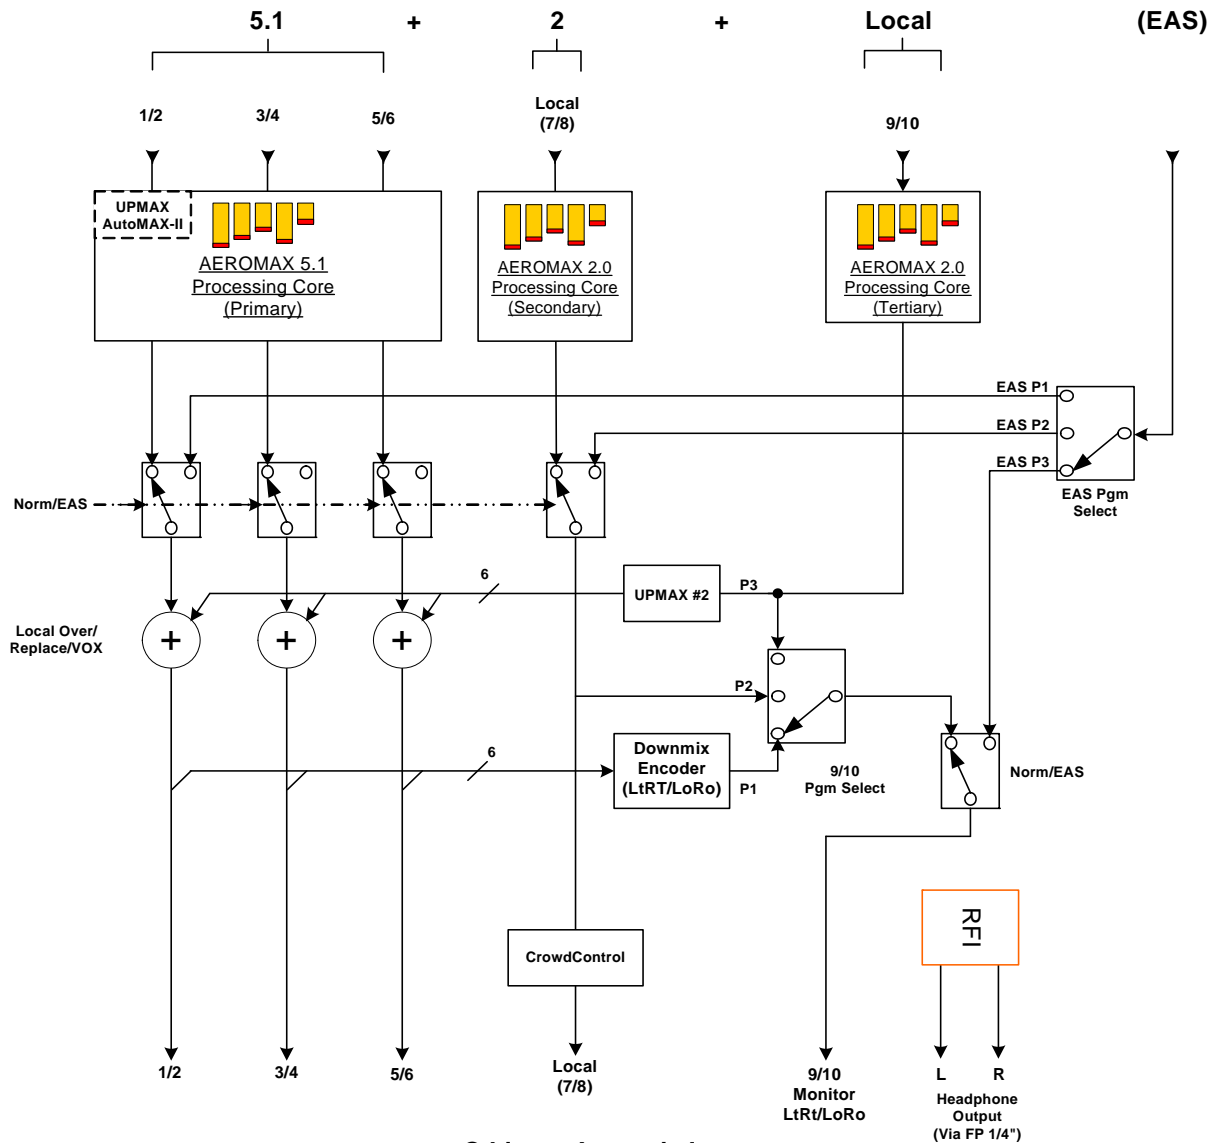 5.1 + 2 + Local (EAS)
1/2
3/4
5/6
Local
(7/8)
9/10
UPMAX
AutoMAX-II
AEROMAX 5.1
Processing Core
(Primary)
AEROMAX 2.0
Processing Core
(Secondary)
AEROMAX 2.0
Processing Core
(Tertiary)
EAS P1
EAS P2
EAS P3
EAS Pgm
Select
Norm/EAS
6
UPMAX #2
P3
Local Over/
Replace/VOX
+
+
+
P2
6
Downmix
Encoder
(LtRT/LoRo)
P1
9/10
Pgm Select
Norm/EAS
RFI
CrowdControl
1/2
3/4
5/6
Local
(7/8)
9/10
Monitor
LtRt/LoRo
L
R
Headphone
Output
(Via FP 1/4")